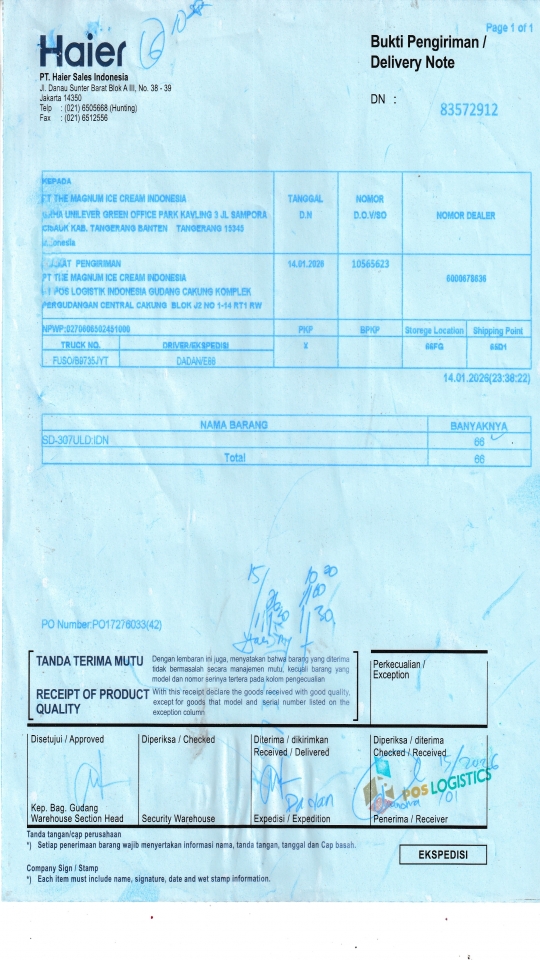 Page 1 of 1
Haier
PT. Haier Sales Indonesia
Jl. Danau Sunter Barat Blok A III, No. 38 - 39
Jakarta 14350
Telp : (021) 6505668 (Hunting)
Fax : (021) 6512556
Bukti Pengiriman /
Delivery Note
DN :
83572912
KEPADA
PT THE MAGNUM ICE CREAM INDONESIA
UNILEVER GREEN OFFICE PARK KAVLING 3 JL SAMPORA
CISAUK KAB. TANGERANG BANTEN TANGERANG 15345
TANGGAL
D.N
NOMOR
D.O.V/SO
NOMOR DEALER
PENGIRIMAN
PT THE MAGNUM ICE CREAM INDONESIA
POS LOGISTIK INDONESIA GUDANG CAKUNG KOMPLEK
PERGUDANGAN CENTRAL CAKUNG BLOK J2 NO 1-14 RT1 RW
14.01.2026
10565623
6000678636
NPWP:
PKP
BPKP
Storege Location
Shipping Point
TRUCK NO.
DRIVER/EKSPEDISI
FUSO/B9735JYT
DADAN/E66
14.01.2026(23:38:22)
NAMA BARANG
BANYAKNYA
SD-307ULD:IDN
66
Total
66
15/
10 20
11 30
PO Number:PO17276033(42)
TANDA TERIMA MUTU
Dengan lembaran ini juga, menyatakan bahwa barang yang diterima
tidak bermasalah secara manajemen mutu, kecuali barang yang
model dan nomor serinya tertera pada kolom pengecualian
RECEIPT OF PRODUCT
QUALITY
With this receipt declare the goods received with good quality,
except for goods that model and serial number listed on the
exception column
Perkecualian /
Exception
Disetujui / Approved
Diperiksa / Checked
Diterima / dikirimkan
Received / Delivered
Diperiksa / diterima
Checked / Received
Dadan
15/2026
/01
POS LOGISTICS
Kep. Bag. Gudang
Warehouse Section Head
Security Warehouse
Expedisi / Expedition
Penerima / Receiver
Tanda tangan/cap perusahaan
*) Setiap penerimaan barang wajib menyertakan informasi nama, tanda tangan, tanggal dan Cap basah.
EKSPEDISI
Company Sign / Stamp
*) Each item must include name, signature, date and wet stamp information.